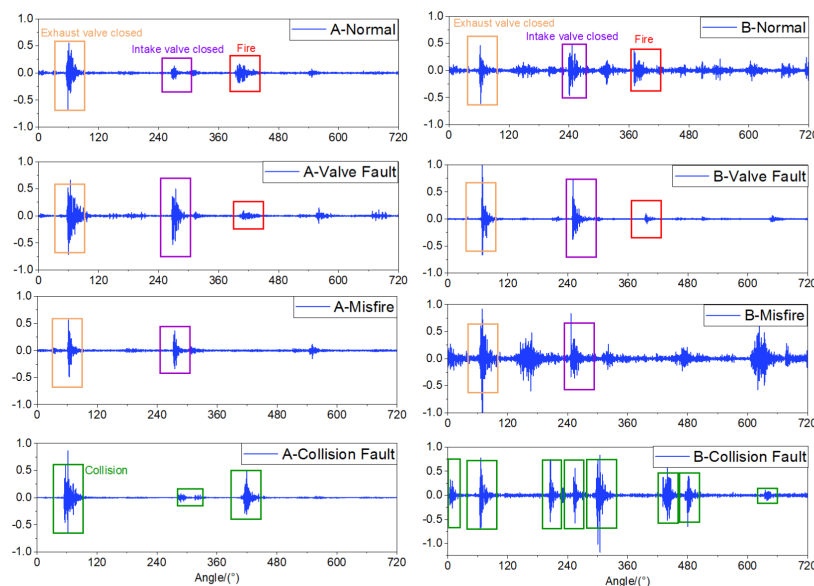 A-Normal
Exhaust valve closed
Intake valve closed
Fire
1.0
0.5
0.0
-0.5
-1.0
0 120 240 360 480 600 720
B-Normal
Exhaust valve closed
Intake valve closed
Fire
1.0
0.5
0.0
-0.5
-1.0
0 120 240 360 480 600 720
A-Valve Fault
1.0
0.5
0.0
-0.5
-1.0
0 120 240 360 480 600 720
B-Valve Fault
1.0
0.5
0.0
-0.5
-1.0
0 120 240 360 480 600 720
A-Misfire
1.0
0.5
0.0
-0.5
-1.0
0 120 240 360 480 600 720
B-Misfire
1.0
0.5
0.0
-0.5
-1.0
0 120 240 360 480 600 720
A-Collision Fault
Collision
1.0
0.5
0.0
-0.5
-1.0
0 120 240 360 480 600 720
Angle/(°)
B-Collision Fault
1.0
0.5
0.0
-0.5
-1.0
0 120 240 360 480 600 720
Angle/(°)